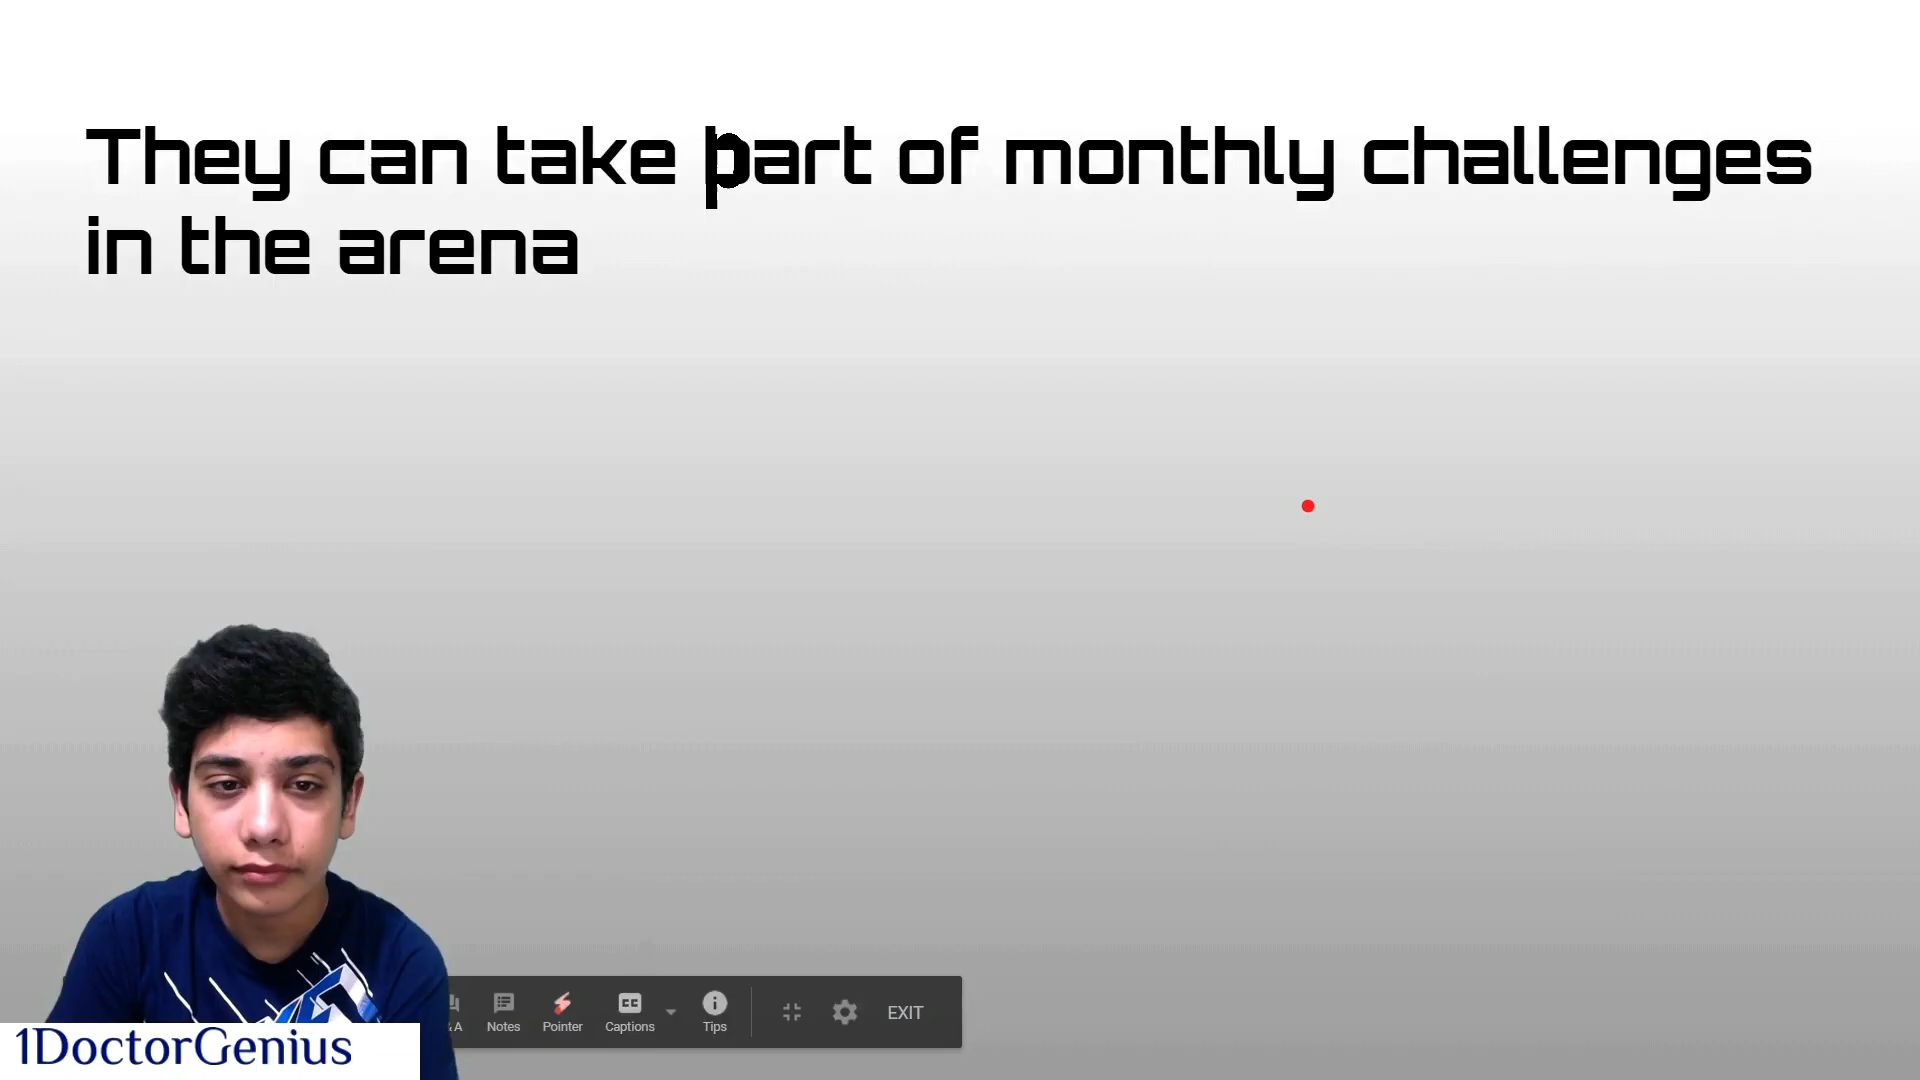 They can take part of monthly challenges
in the arena
Notes
Pointer
Captions
Tips
EXIT
1DoctorGenius